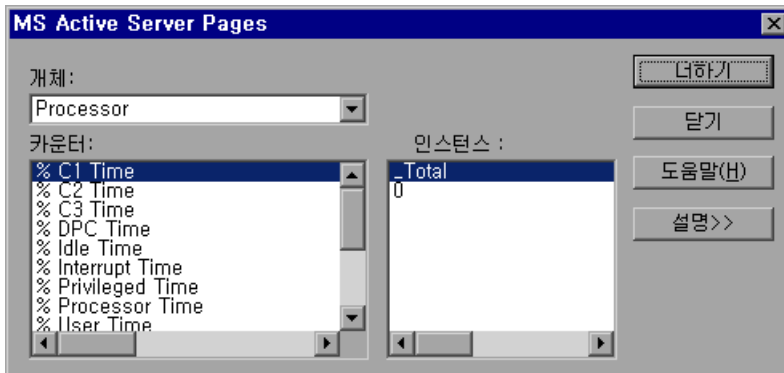 MS Active Server Pages
개체:
Processor
카운터:
% C1 Time
% C2 Time
% C3 Time
% DPC Time
% Idle Time
% Interrupt Time
% Privileged Time
% Processor Time
% User Time
인스턴스 :
_Total
0
더하기
닫기
도움말(H)
설명>>